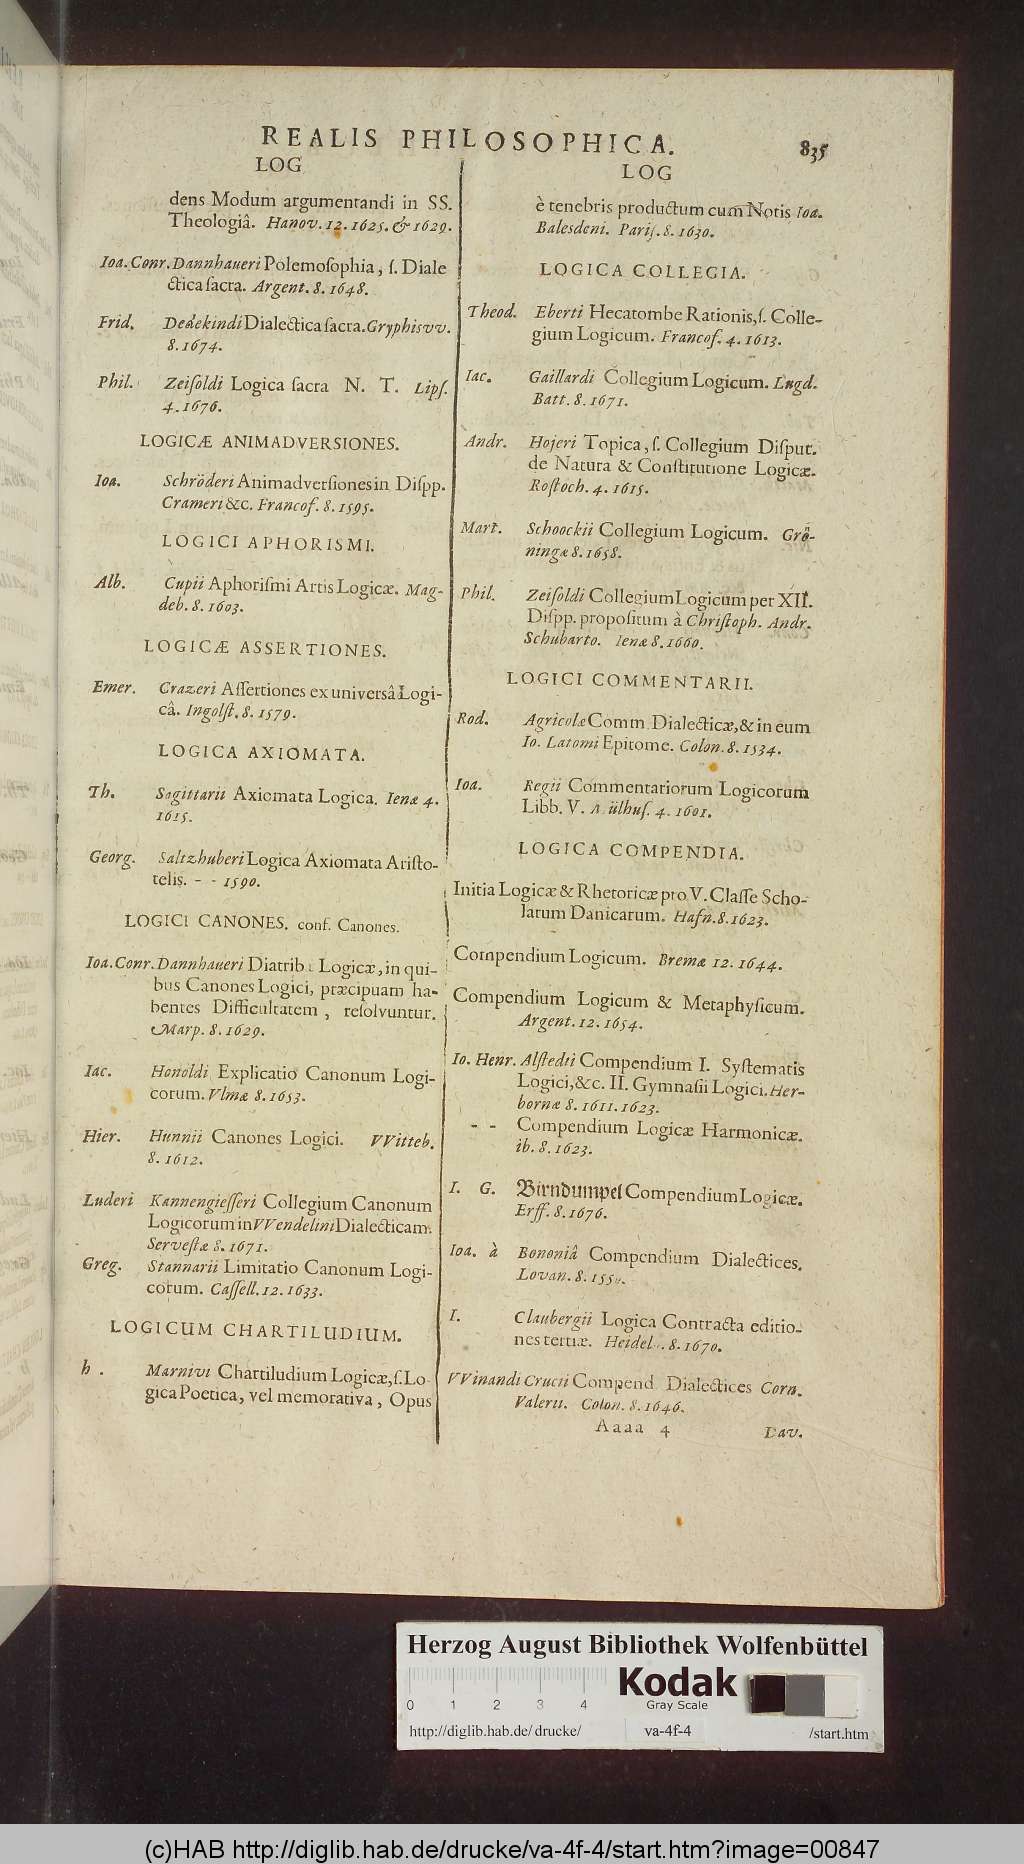 REALIS PHILOSOPHICA. 835
LOG
dens Modum argumentandi in SS.
Theologiâ. Hanov. 12. 1625. & 1629.
Ioa. Conr. Dannhaueri Polemosophia, ſ. Diale
ctica ſacra. Argent. 8. 1648.
Frid. Dedekindi Dialectica ſacra. Gryphisvv.
8. 1674.
Phil. Zeiſoldi Logica ſacra N. T. Lipſ.
4. 1676.
LOGICÆ ANIMADVERSIONES.
Ioa. Schröderi Animadverſiones in Diſpp.
Crameri &c. Francof. 8. 1595.
LOGICI APHORISMI.
Alb. Cupii Aphoriſmi Artis Logicæ. Mag-
deb. 8. 1603.
LOGICÆ ASSERTIONES.
Emer. Crazeri Aſſertiones ex universâ Logi-
câ. Ingolſt. 8. 1579.
LOGICA AXIOMATA.
Th. Sagittarii Axiomata Logica. Ienæ 4.
1615.
Georg. Saltzhuberi Logica Axiomata Ariſto-
telis. - - 1590.
LOGICI CANONES. conf. Canones.
Ioa. Conr. Dannhaueri Diatrib Logicæ, in qui-
bus Canones Logici, præcipuam ha-
bentes Difficultatem, reſolvuntur.
Marp. 8. 1629.
Iac. Honoldi Explicatio Canonum Logi-
corum. Vlmæ 8. 1653.
Hier. Hunnii Canones Logici. VVitteb.
8. 1612.
Luderi Kannengieſſeri Collegium Canonum
Logicorum in VVendelini Dialecticam.
Serveſtæ 8. 1671.
Greg. Stannarii Limitatio Canonum Logi-
corum. Caſſell. 12. 1633.
LOGICUM CHARTILUDIUM.
h . Marnivi Chartiludium Logicæ, ſ. Lo-
gica Poetica, vel memorativa, Opus
LOG
è tenebris productum cum Notis Ioa.
Balesdeni. Pariſ. 8. 1630.
LOGICA COLLEGIA.
Theod. Eberti Hecatombe Rationis, ſ. Colle-
gium Logicum. Francof. 4. 1613.
Iac. Gaillardi Collegium Logicum. Lugd.
Batt. 8. 1671.
Andr. Hojeri Topica, ſ. Collegium Diſput.
de Natura & Conſtitutione Logicæ.
Roſtoch. 4. 1615.
Mart. Schoockii Collegium Logicum. Grö-
ningæ 8. 1658.
Phil. Zeiſoldi Collegium Logicum per XII.
Diſpp. propoſitum à Chriſtoph. Andr.
Schubarto. Ienæ 8. 1660.
LOGICI COMMENTARII.
Rod. Agricolæ Comm. Dialecticæ, & in eum
Io. Latomi Epitome. Colon. 8. 1534.
Ioa. Regii Commentariorum Logicorum
Libb. V. ülhuſ. 4. 1601.
LOGICA COMPENDIA.
Initia Logicæ & Rhetoricæ pro V. Claſſe Scho-
larum Danicarum. Hafn. 8. 1623.
Compendium Logicum. Bremæ 12. 1644.
Compendium Logicum & Metaphyſicum.
Argent. 12. 1654.
Io. Henr. Alſtedii Compendium I. Syſtematis
Logici, &c. II. Gymnaſii Logici. Her-
bornæ 8. 1611. 1623.
- - Compendium Logicæ Harmonicæ.
ib. 8. 1623.
I. G. Birndumpel Compendium Logicæ.
Erff. 8. 1676.
Ioa. à Bononiâ Compendium Dialectices.
Lovan. 8.
I. Claubergii Logica Contracta editio-
nes tertiæ. Heidel . 8. 1670.
VVinandi Crucii Compend. Dialectices Corn.
Valerii. Colon. 8. 1646.
Aaaa 4 Dav.
Herzog August Bibliothek Wolfenbüttel
0 1 2 3 4
Kodak
Gray Scale
http://diglib.hab.de/drucke/ va-4f-4 /start.htm
(c)HAB http://diglib.hab.de/drucke/va-4f-4/start.htm?image=00847